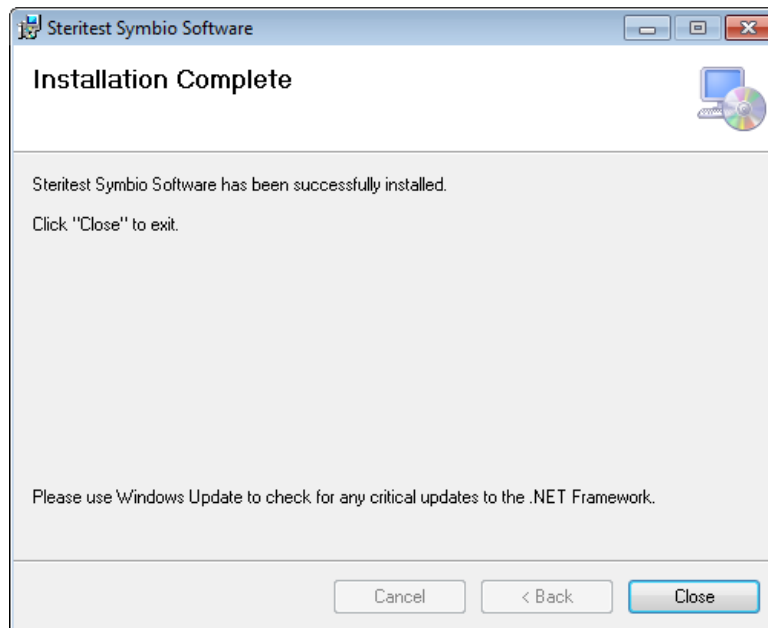 Steritest Symbio Software
Installation Complete
Steritest Symbio Software has been successfully installed.
Click "Close" to exit.
Please use Windows Update to check for any critical updates to the .NET Framework.
Cancel
< Back
Close